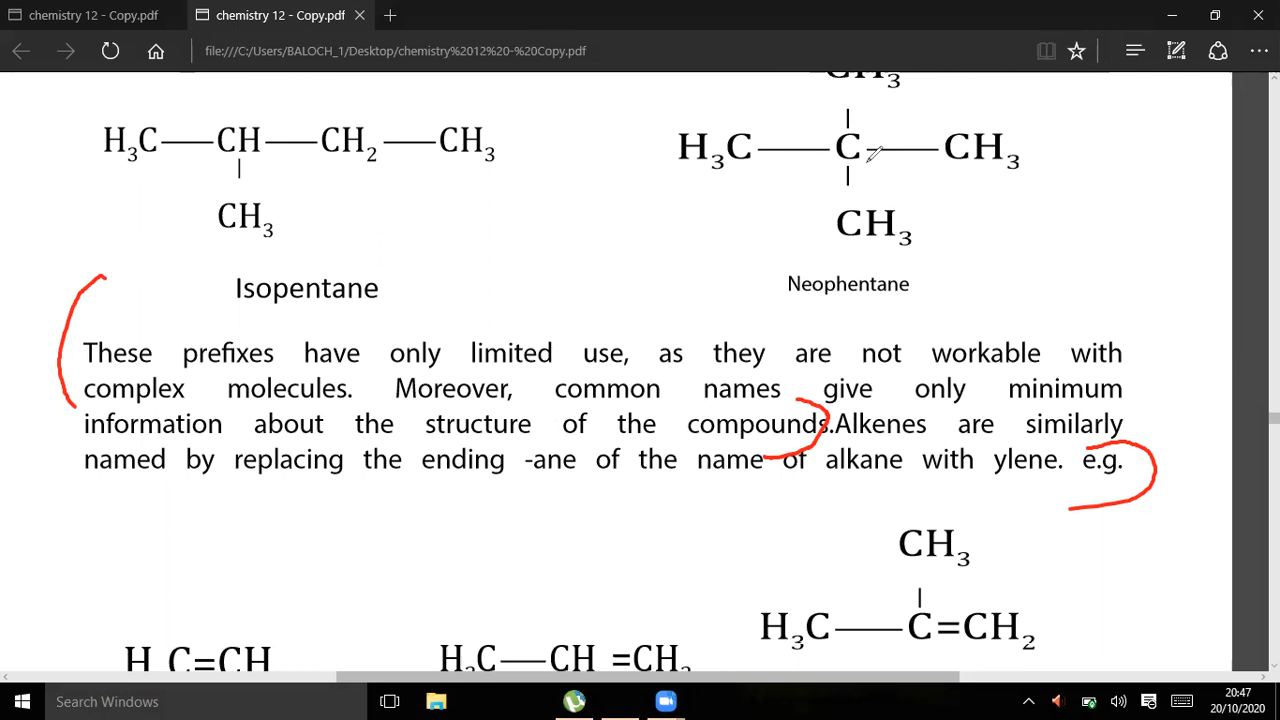 chemistry 12 - Copy.pdf
chemistry 12 - Copy.pdf
file:///C:/Users/BALOCH_1/Desktop/chemistry%2012%20-%20Copy.pdf
CH3
H3C—CH—CH2—CH3
H3C—C—CH3
CH3
CH3
Isopentane
Neophentane
These prefixes have only limited use, as they are not workable with
complex molecules. Moreover, common names give only minimum
information about the structure of the compounds.Alkenes are similarly
named by replacing the ending -ane of the name of alkane with ylene. e.g.
CH3
H3C—C=CH2
H C=CH
H3C—CH =CH2
Search Windows
20:47
20/10/2020